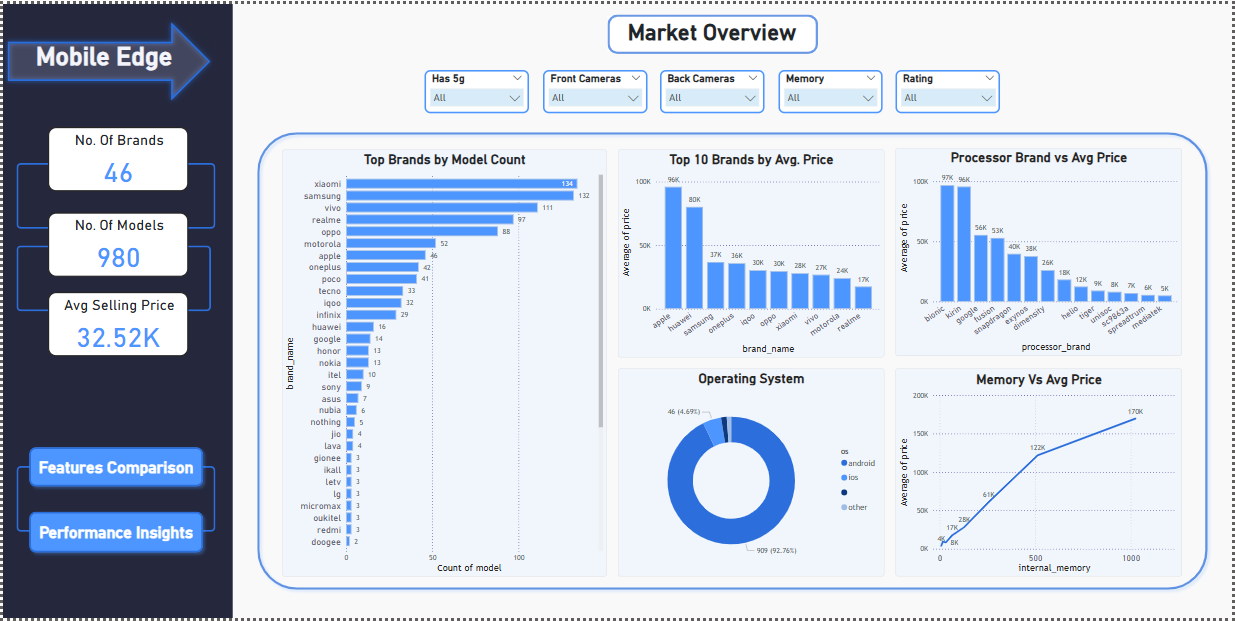 Mobile Edge
No. Of Brands
46
No. Of Models
980
Avg Selling Price
32.52K
Features Comparison
Performance Insights
Market Overview
Has 5g
All
Front Cameras
All
Back Cameras
All
Memory
All
Rating
All
Top Brands by Model Count
brand_name
xiaomi 134
samsung 132
vivo 111
realme 97
oppo 88
motorola 52
apple 46
oneplus 42
poco 41
tecno 33
iqoo 32
infinix 29
huawei 16
google 14
honor 13
nokia 13
itel 10
sony 9
asus 7
nubia 6
nothing 5
jio 4
lava 4
gionee 3
ikall 3
letv 3
lg 3
micromax 3
oukitel 3
redmi 3
doogee 2
0 50 100
Count of model
Top 10 Brands by Avg. Price
Average of price
100K
50K
0K
96K 80K 37K 36K 30K 30K 28K 27K 24K 17K
apple huawei samsung oneplus iqoo oppo xiaomi vivo motorola realme
brand_name
Processor Brand vs Avg Price
Average of price
100K
50K
0K
97K 96K 56K 53K 40K 38K 26K 18K 12K 9K 8K 7K 6K 5K
bionic kirin google fusion snapdragon exynos dimensity helio tiger unisoc sc9863a spreadtrum mediatek
processor_brand
Operating System
46 (4.69%)
909 (92.76%)
os
android
ios
other
Memory Vs Avg Price
Average of price
200K
150K
100K
50K
0K
4K 8K 17K 28K 61K 122K 170K
0 500 1000
internal_memory